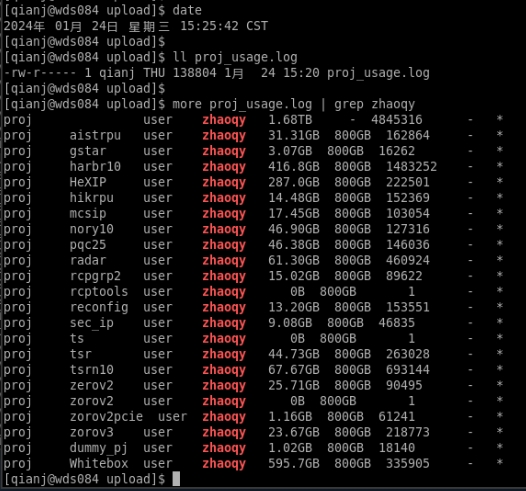 [qianj@wds084 upload]$ date
2024年 01月 24日 星期三 15:25:42 CST
[qianj@wds084 upload]$
[qianj@wds084 upload]$ ll proj_usage.log
-rw-r----- 1 qianj THU 138804 1月  24 15:20 proj_usage.log
[qianj@wds084 upload]$
[qianj@wds084 upload]$ more proj_usage.log | grep zhaoqy
proj user zhaoqy 1.68TB - 4845316 - *
proj aistrpu user zhaoqy 31.31GB 800GB 162864 - *
proj gstar user zhaoqy 3.07GB 800GB 16262 - *
proj harbr10 user zhaoqy 416.8GB 800GB 1483252 - *
proj HeXIP user zhaoqy 287.0GB 800GB 222501 - *
proj hikrpu user zhaoqy 14.48GB 800GB 152369 - *
proj mcsip user zhaoqy 17.45GB 800GB 103054 - *
proj nory10 user zhaoqy 46.90GB 800GB 127316 - *
proj pqc25 user zhaoqy 46.38GB 800GB 146036 - *
proj radar user zhaoqy 61.30GB 800GB 460924 - *
proj rcpgrp2 user zhaoqy 15.02GB 800GB 89622 - *
proj rcptools user zhaoqy 0B 800GB 1 - *
proj reconfig user zhaoqy 13.20GB 800GB 153551 - *
proj sec_ip user zhaoqy 9.08GB 800GB 46835 - *
proj ts user zhaoqy 0B 800GB 1 - *
proj tsr user zhaoqy 44.73GB 800GB 263028 - *
proj tsrn10 user zhaoqy 67.67GB 800GB 693144 - *
proj zerov2 user zhaoqy 25.71GB 800GB 90495 - *
proj zorov2 user zhaoqy 0B 800GB 1 - *
proj zorov2pcie user zhaoqy 1.16GB 800GB 61241 - *
proj zorov3 user zhaoqy 23.67GB 800GB 218773 - *
proj dummy_pj user zhaoqy 1.02GB 800GB 18140 - *
proj Whitebox user zhaoqy 595.7GB 800GB 335905 - *
[qianj@wds084 upload]$